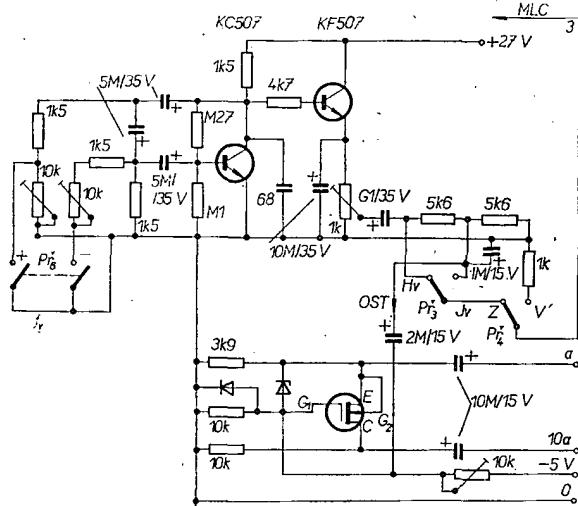 KC507
KF507
MLC
3
+27 V
1k5
5M/35 V
4k7
1k5
M27
1k5
10k
10k
5M/
/35 V
M1
68
G1/35 V
5k6
5k6
1k5
10M/35 V
1k
1M/15 V
1k
+
Př5
−
Jv
Hv
OST
Př3
Jv
Z
Př4
V'
2M/15 V
3k9
a
G1
E
G2
C
10M/15 V
10k
10k
10a
10k
−5 V
0